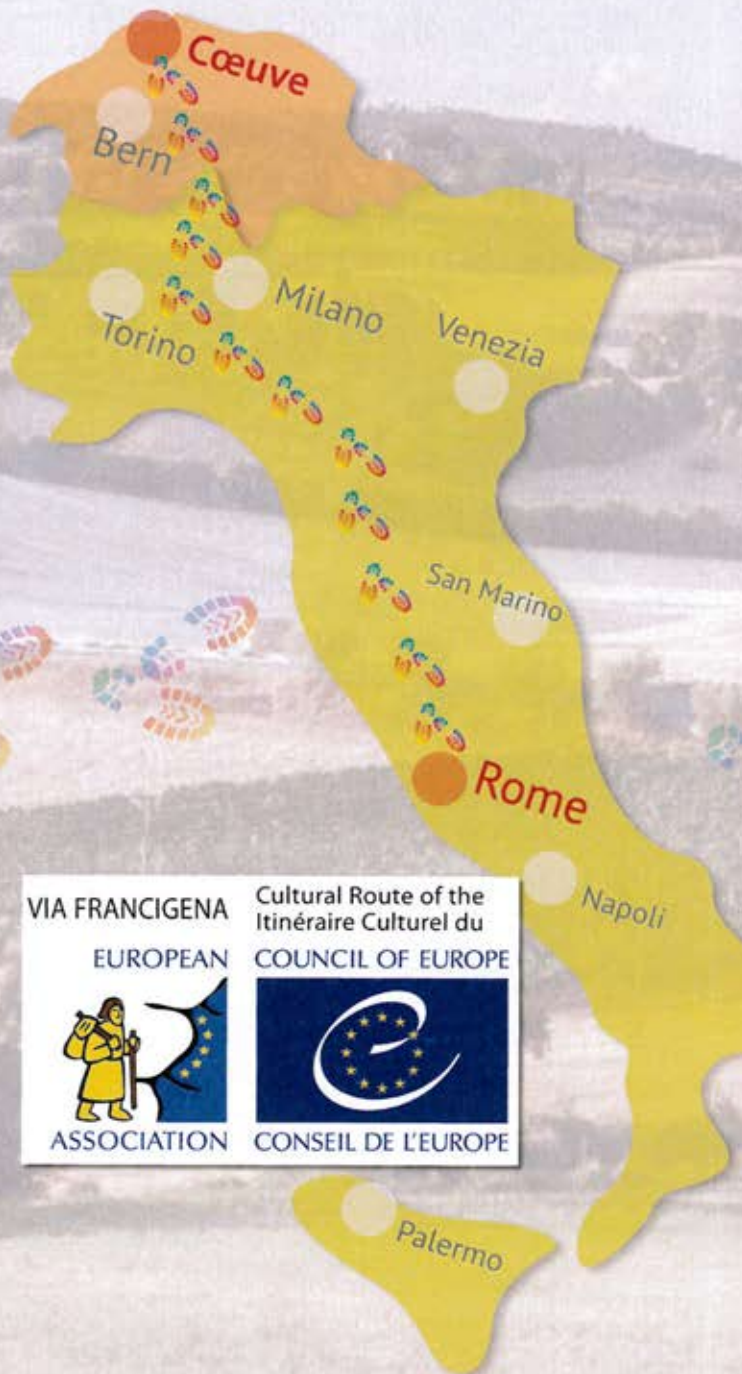 Cœuve
Bern
Milano
Venezia
Torino
San Marino
Rome
Napoli
VIA FRANCIGENA
EUROPEAN
ASSOCIATION
Cultural Route of the
Itinéraire Culturel du
COUNCIL OF EUROPE
CONSEIL DE L'EUROPE
Palermo